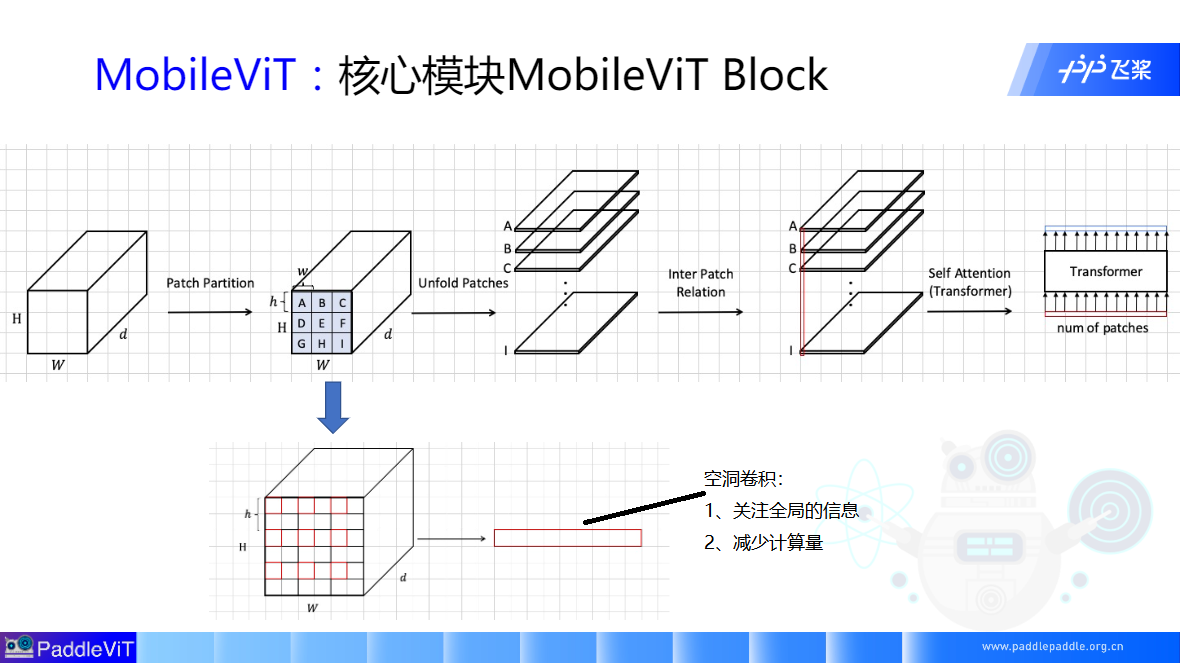 MobileViT：核心模块MobileViT Block
飞桨
H
W
d
Patch Partition
w
h
A B C
D E F
G H I
H
W
d
Unfold Patches
A
B
C
I
Inter Patch
Relation
A
B
C
I
Self Attention
(Transformer)
Transformer
num of patches
h
H
W
d
空洞卷积：
1、关注全局的信息
2、减少计算量
PaddleViT
www.paddlepaddle.org.cn